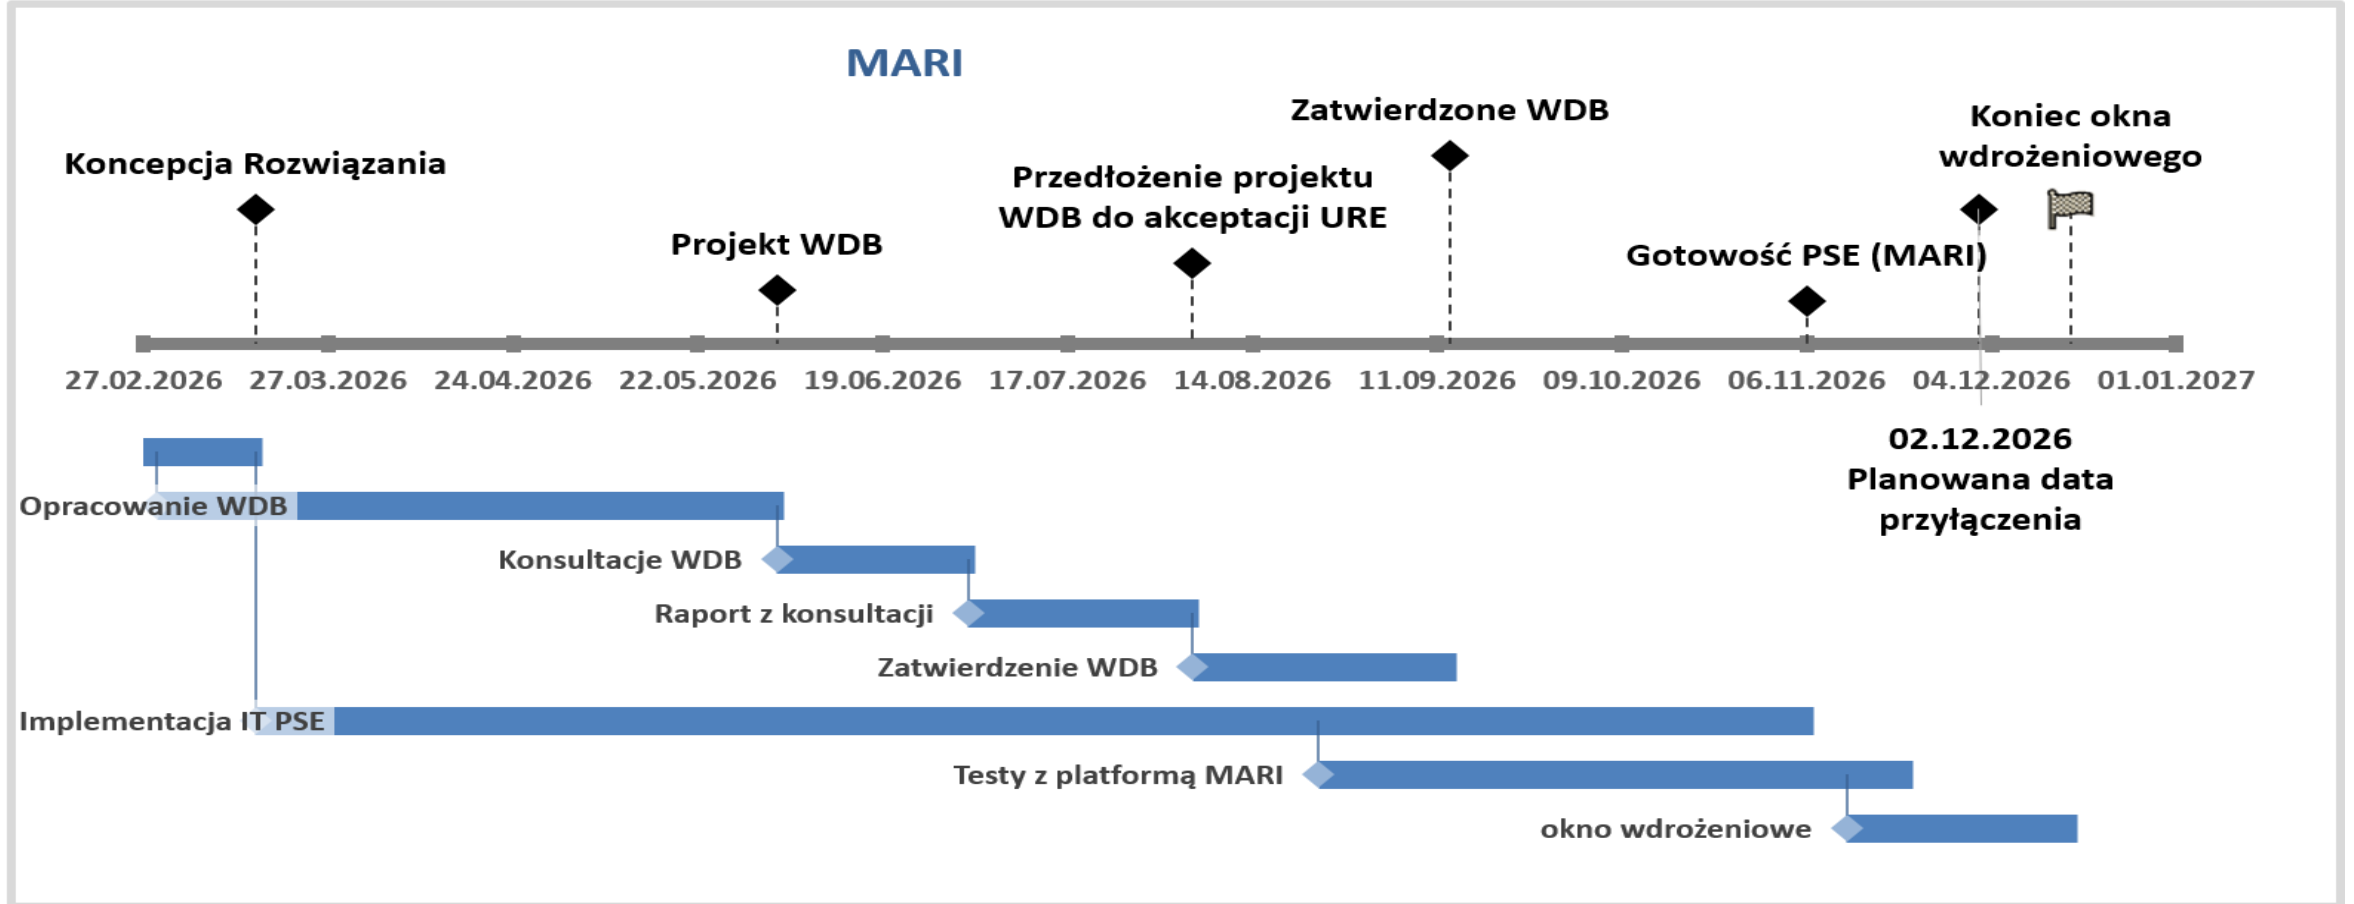 MARI
Zatwierdzone WDB
Koniec okna
wdrożeniowego
Koncepcja Rozwiązania
Przedłożenie projektu
WDB do akceptacji URE
Projekt WDB
Gotowość PSE (MARI)
27.02.2026 27.03.2026 24.04.2026 22.05.2026 19.06.2026 17.07.2026 14.08.2026 11.09.2026 09.10.2026 06.11.2026 04.12.2026 01.01.2027
02.12.2026
Planowana data
przyłączenia
Opracowanie WDB
Konsultacje WDB
Raport z konsultacji
Zatwierdzenie WDB
Implementacja IT PSE
Testy z platformą MARI
okno wdrożeniowe